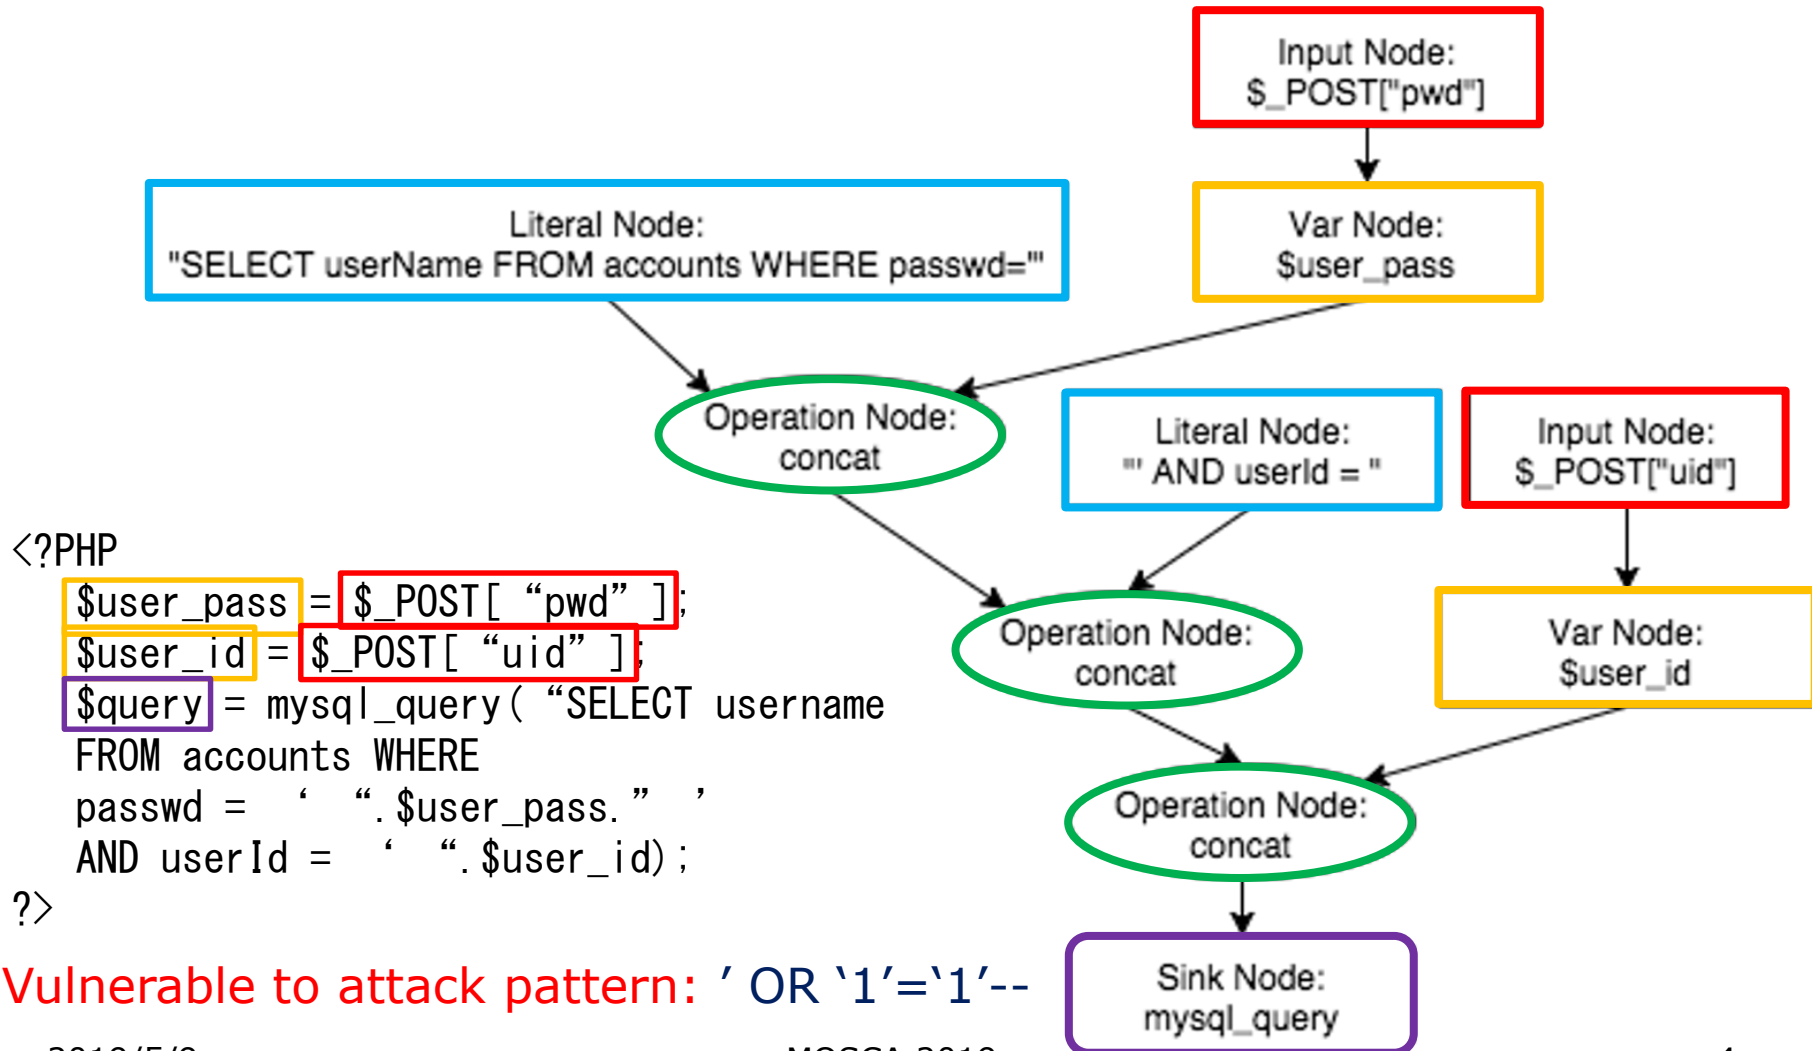 Input Node:
$_POST["pwd"]
Literal Node:
"SELECT userName FROM accounts WHERE passwd='"
Var Node:
$user_pass
Operation Node:
concat
Literal Node:
"' AND userId = "
Input Node:
$_POST["uid"]
Operation Node:
concat
Var Node:
$user_id
Operation Node:
concat
Sink Node:
mysql_query
<?PHP
$user_pass = $_POST[ “pwd” ];
$user_id = $_POST[ “uid” ];
$query = mysql_query( “SELECT username
FROM accounts WHERE
passwd = ‘ “.$user_pass.” ’
AND userId = ‘ “.$user_id);
?>
Vulnerable to attack pattern: ’ OR ‘1’=‘1’--